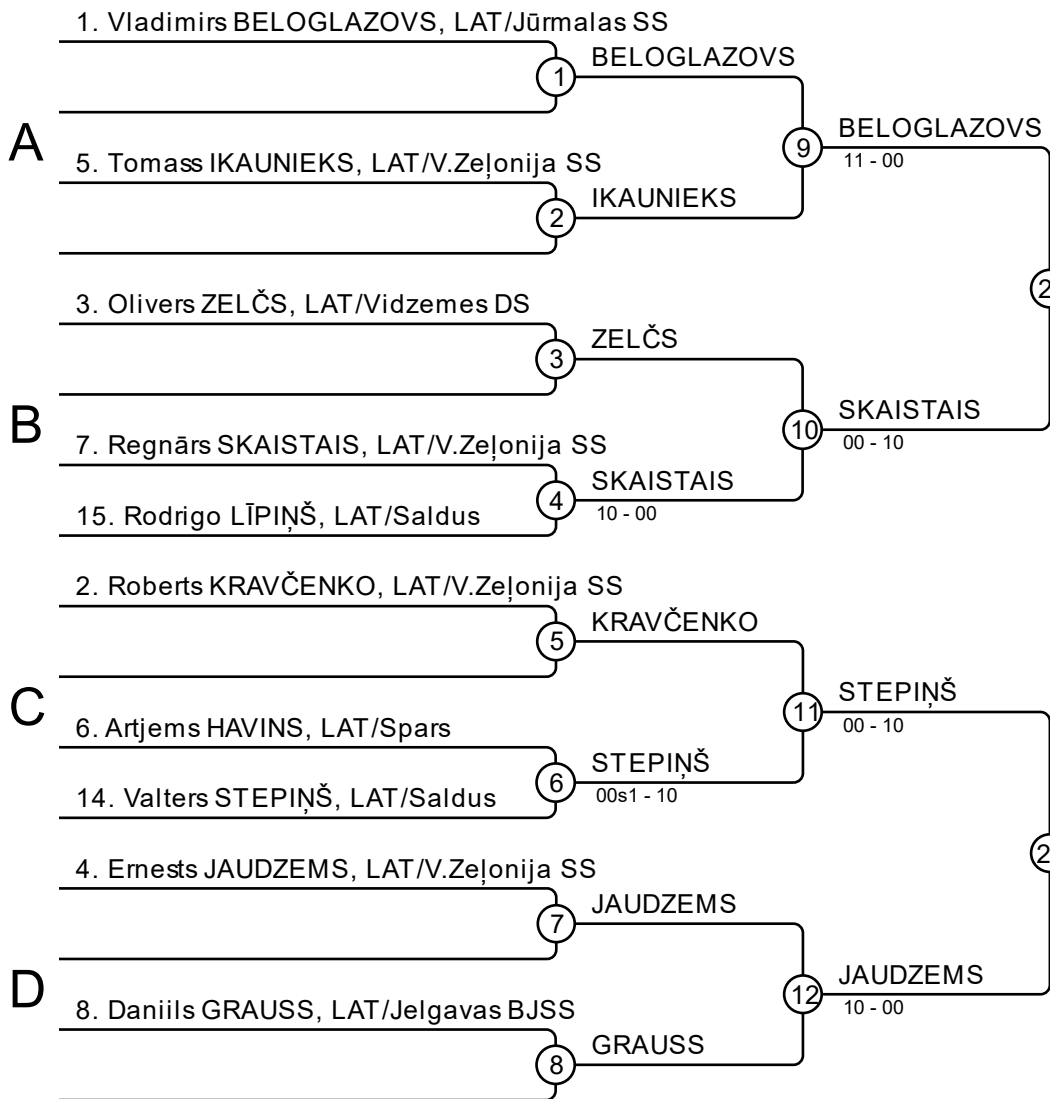 1. Vladimirs BELOGLAZOVS, LAT/Jūrmalas SS
1
BELOGLAZOVS
A
9
BELOGLAZOVS
11 - 00
5. Tomass IKAUNIEKS, LAT/V.Zeļonija SS
2
IKAUNIEKS
3. Olivers ZELČS, LAT/Vidzemes DS
2
3
ZELČS
B
10
SKAISTAIS
00 - 10
7. Regnārs SKAISTAIS, LAT/V.Zeļonija SS
4
SKAISTAIS
10 - 00
15. Rodrigo LĪPIŅŠ, LAT/Saldus
2. Roberts KRAVČENKO, LAT/V.Zeļonija SS
5
KRAVČENKO
C
11
STEPIŅŠ
00 - 10
6. Artjems HAVINS, LAT/Spars
6
STEPIŅŠ
00s1 - 10
14. Valters STEPIŅŠ, LAT/Saldus
2
4. Ernests JAUDZEMS, LAT/V.Zeļonija SS
7
JAUDZEMS
D
12
JAUDZEMS
10 - 00
8. Daniils GRAUSS, LAT/Jelgavas BJSS
8
GRAUSS